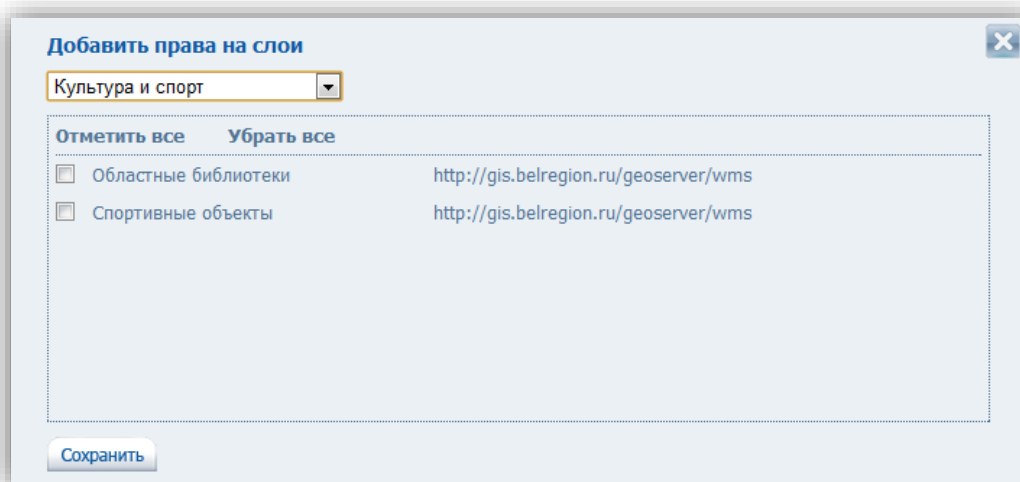 Добавить права на слои
Культура и спорт
Отметить все Убрать все
Областные библиотеки http://gis.belregion.ru/geoserver/wms
Спортивные объекты http://gis.belregion.ru/geoserver/wms
Сохранить